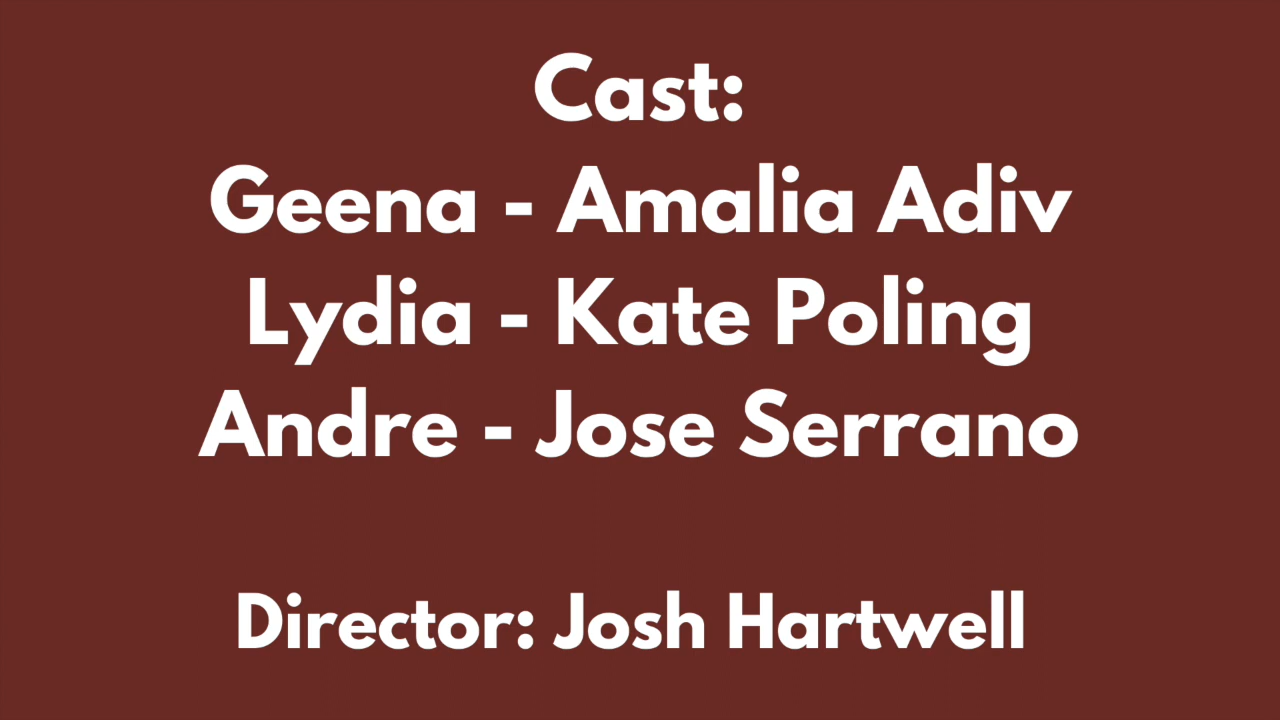 Cast:
Geena - Amalia Adiv
Lydia - Kate Poling
Andre - Jose Serrano
Director: Josh Hartwell